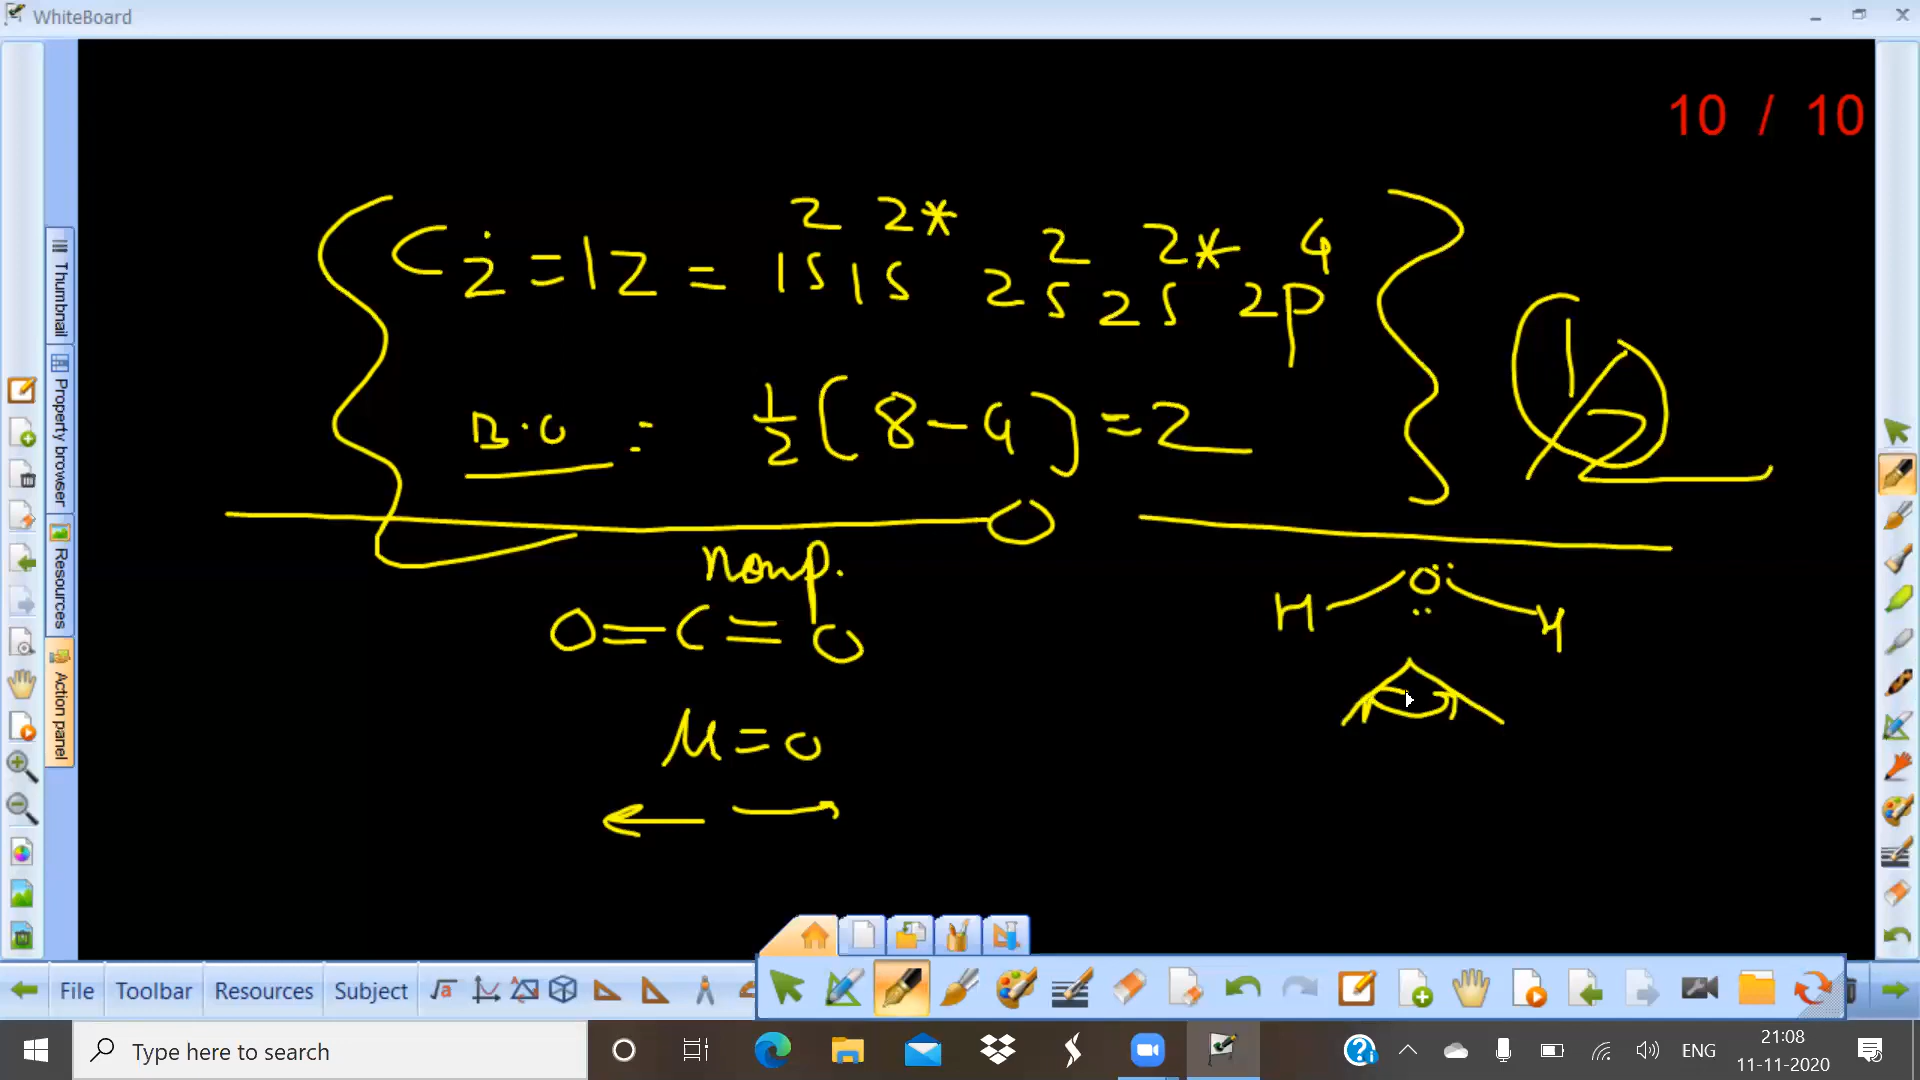 WhiteBoard
10 / 10
C₂ = 12 = 1s² 1s²* 2s² 2s²* 2p⁴
B.O = 1/2 (8-4) = 2
1/2
nonp.
O=C=O
H O H
μ=0
Thumbnail
Property browser
Resources
Action panel
File Toolbar Resources Subject
Type here to search
ENG
21:08
11-11-2020